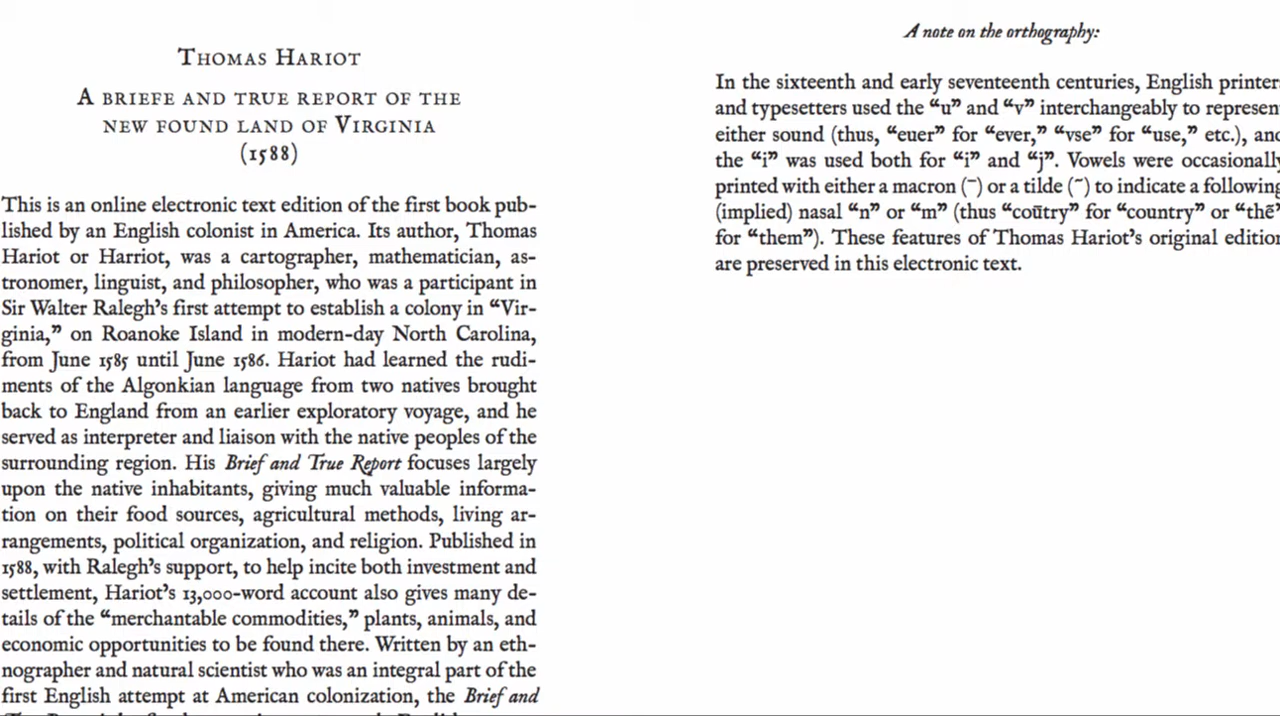 Thomas Hariot
A briefe and true report of the
new found land of Virginia
(1588)
This is an online electronic text edition of the first book pub-
lished by an English colonist in America. Its author, Thomas
Hariot or Harriot, was a cartographer, mathematician, as-
tronomer, linguist, and philosopher, who was a participant in
Sir Walter Ralegh’s first attempt to establish a colony in “Vir-
ginia,” on Roanoke Island in modern-day North Carolina,
from June 1585 until June 1586. Hariot had learned the rudi-
ments of the Algonkian language from two natives brought
back to England from an earlier exploratory voyage, and he
served as interpreter and liaison with the native peoples of the
surrounding region. His Brief and True Report focuses largely
upon the native inhabitants, giving much valuable informa-
tion on their food sources, agricultural methods, living ar-
rangements, political organization, and religion. Published in
1588, with Ralegh’s support, to help incite both investment and
settlement, Hariot’s 13,000-word account also gives many de-
tails of the “merchantable commodities,” plants, animals, and
economic opportunities to be found there. Written by an eth-
nographer and natural scientist who was an integral part of the
first English attempt at American colonization, the Brief and
A note on the orthography:
In the sixteenth and early seventeenth centuries, English printer
and typesetters used the “u” and “v” interchangeably to represen
either sound (thus, “euer” for “ever,” “vse” for “use,” etc.), and
the “i” was used both for “i” and “j”. Vowels were occasionally
printed with either a macron (¯) or a tilde (˜) to indicate a following
(implied) nasal “n” or “m” (thus “coūtry” for “country” or “thẽ”
for “them”). These features of Thomas Hariot’s original edition
are preserved in this electronic text.